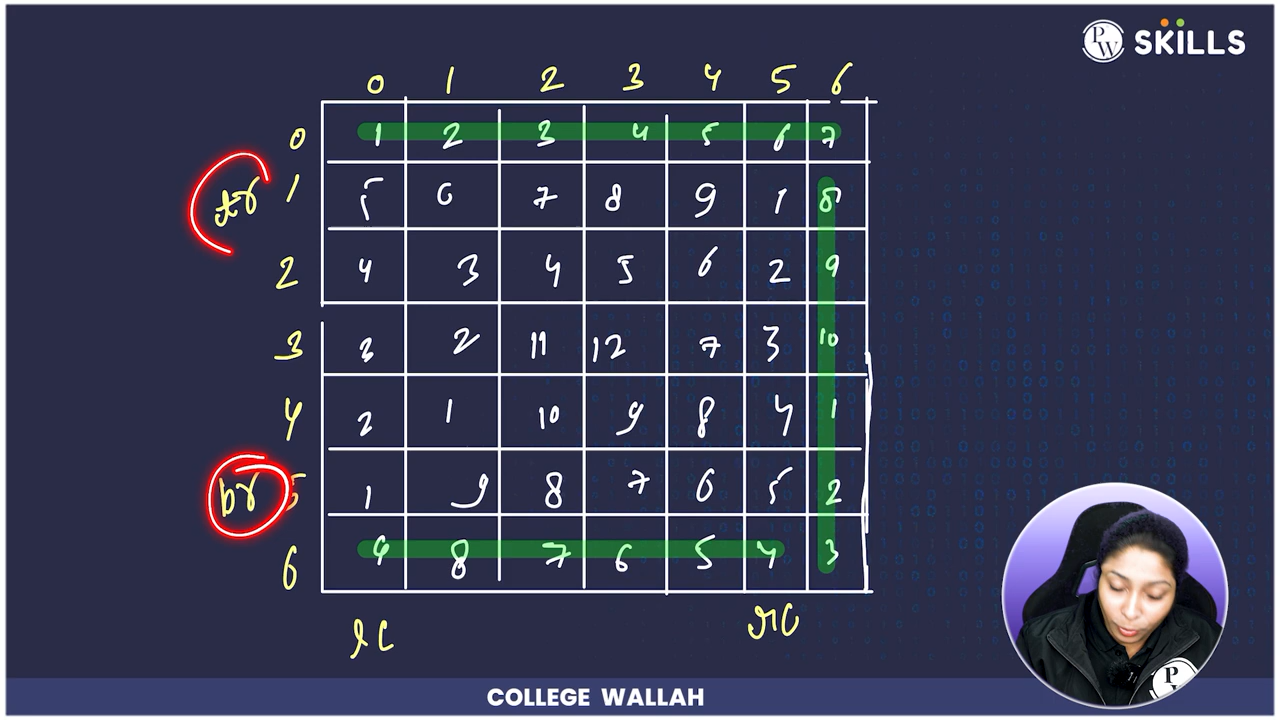 PW SKILLS
0 1 2 3 4 5 6
0 1 2 3 4 5 6 7
tr 1 5 6 7 8 9 1 8
2 4 3 4 5 6 2 9
3 3 2 11 12 7 3 10
4 2 1 10 9 8 4 1
br 5 1 9 8 7 6 5 2
6 9 8 7 6 5 4 3
lc rc
COLLEGE WALLAH